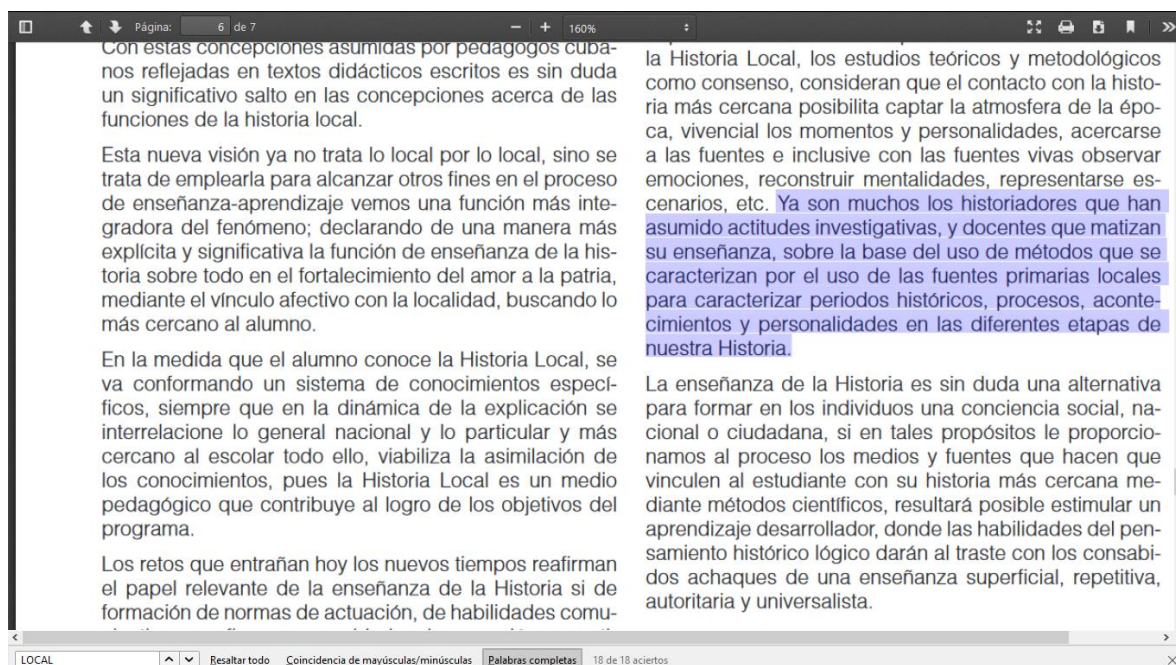 Página: 6 de 7
160%
Con estas concepciones asumidas por pedagogos cuba-
nos reflejadas en textos didácticos escritos es sin duda
un significativo salto en las concepciones acerca de las
funciones de la historia local.
Esta nueva visión ya no trata lo local por lo local, sino se
trata de emplearla para alcanzar otros fines en el proceso
de enseñanza-aprendizaje vemos una función más inte-
gradora del fenómeno; declarando de una manera más
explícita y significativa la función de enseñanza de la his-
toria sobre todo en el fortalecimiento del amor a la patria,
mediante el vínculo afectivo con la localidad, buscando lo
más cercano al alumno.
En la medida que el alumno conoce la Historia Local, se
va conformando un sistema de conocimientos especí-
ficos, siempre que en la dinámica de la explicación se
interrelacione lo general nacional y lo particular y más
cercano al escolar todo ello, viabiliza la asimilación de
los conocimientos, pues la Historia Local es un medio
pedagógico que contribuye al logro de los objetivos del
programa.
Los retos que entrañan hoy los nuevos tiempos reafirman
el papel relevante de la enseñanza de la Historia si de
formación de normas de actuación, de habilidades comu-
la Historia Local, los estudios teóricos y metodológicos
como consenso, consideran que el contacto con la histo-
ria más cercana posibilita captar la atmosfera de la épo-
ca, vivencial los momentos y personalidades, acercarse
a las fuentes e inclusive con las fuentes vivas observar
emociones, reconstruir mentalidades, representarse es-
cenarios, etc. Ya son muchos los historiadores que han
asumido actitudes investigativas, y docentes que matizan
su enseñanza, sobre la base del uso de métodos que se
caracterizan por el uso de las fuentes primarias locales
para caracterizar periodos históricos, procesos, aconte-
cimientos y personalidades en las diferentes etapas de
nuestra Historia.
La enseñanza de la Historia es sin duda una alternativa
para formar en los individuos una conciencia social, na-
cional o ciudadana, si en tales propósitos le proporcio-
namos al proceso los medios y fuentes que hacen que
vinculen al estudiante con su historia más cercana me-
diante métodos científicos, resultará posible estimular un
aprendizaje desarrollador, donde las habilidades del pen-
samiento histórico lógico darán al traste con los consabi-
dos achaques de una enseñanza superficial, repetitiva,
autoritaria y universalista.
LOCAL Resaltar todo Coincidencia de mayúsculas/minúsculas Palabras completas 18 de 18 aciertos